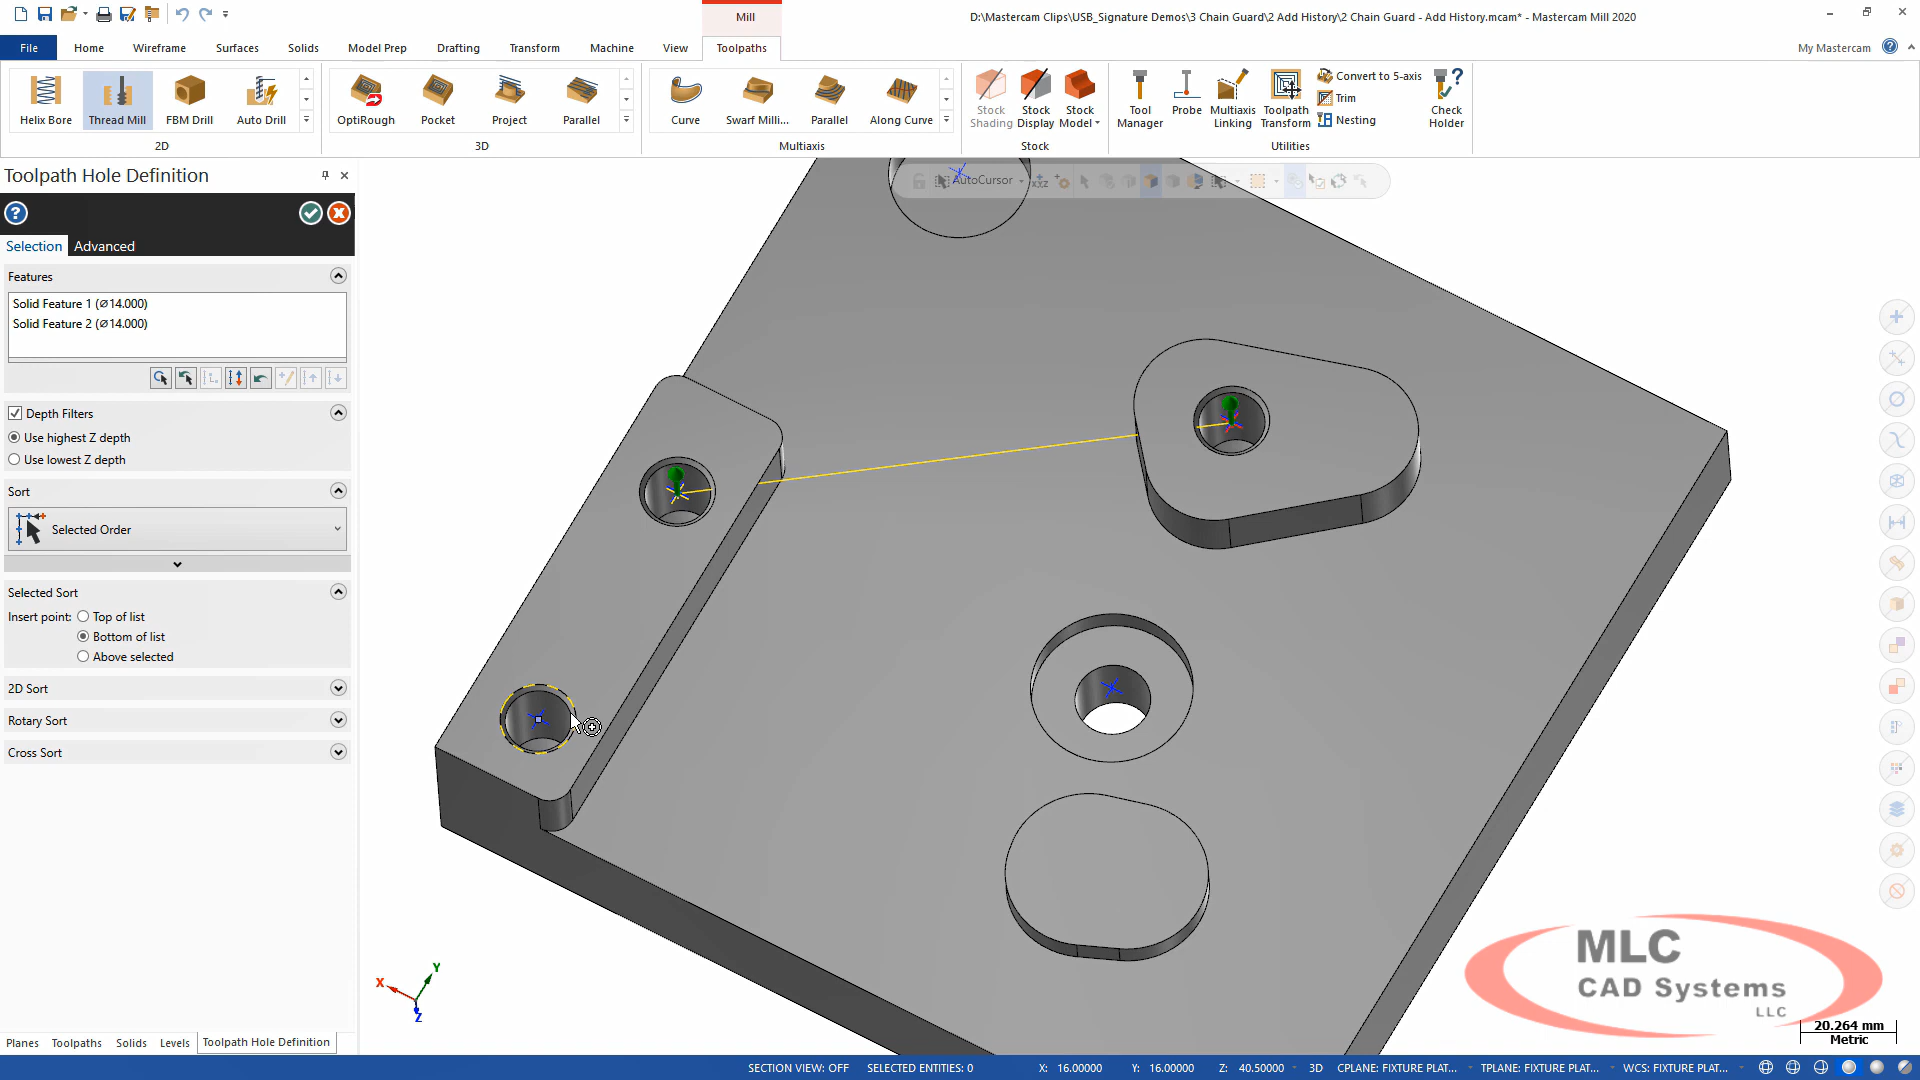 Mill
D:\Mastercam Clips\USB_Signature Demos\3 Chain Guard\2 Add History\2 Chain Guard - Add History.mcam* - Mastercam Mill 2020
File Home Wireframe Surfaces Solids Model Prep Drafting Transform Machine View Toolpaths My Mastercam
Helix Bore Thread Mill FBM Drill Auto Drill
2D
OptiRough Pocket Project Parallel
3D
Curve Swarf Milli... Parallel Along Curve
Multiaxis
Stock Shading
Stock Display
Stock Model
Stock
Tool Manager
Probe
Multiaxis Linking
Toolpath Transform
Convert to 5-axis
Trim
Nesting
Check Holder
Utilities
AutoCursor
Toolpath Hole Definition
Selection Advanced
Features
Solid Feature 1 (⌀14.000)
Solid Feature 2 (⌀14.000)
Depth Filters
Use highest Z depth
Use lowest Z depth
Sort
Selected Order
Selected Sort
Insert point: Top of list
Bottom of list
Above selected
2D Sort
Rotary Sort
Cross Sort
X Y Z
MLC
CAD Systems
LLC
20.264 mm
Metric
Planes Toolpaths Solids Levels Toolpath Hole Definition
SECTION VIEW: OFF SELECTED ENTITIES: 0 X: 16.00000 Y: 16.00000 Z: 40.50000 3D CPLANE: FIXTURE PLAT... TPLANE: FIXTURE PLAT... WCS: FIXTURE PLAT...